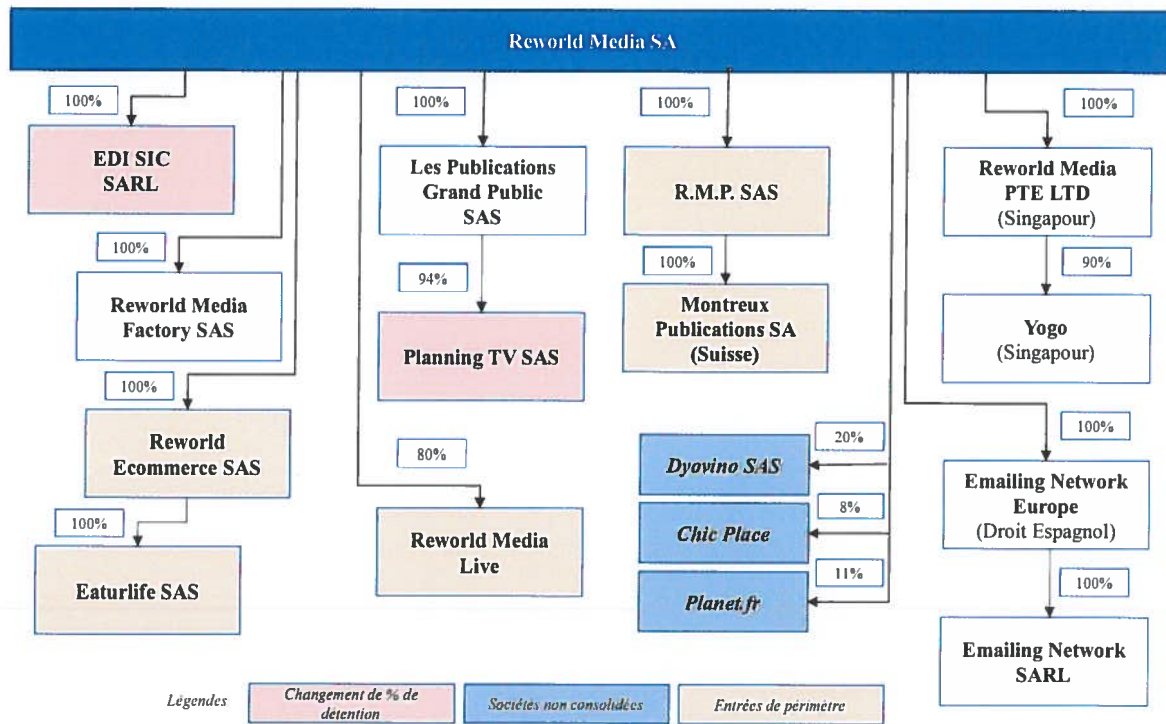 Reworld Media SA
100%
100%
100%
100%
EDI SIC
SARL
Les Publications
Grand Public
SAS
R.M.P. SAS
Reworld Media
PTE LTD
(Singapour)
100%
94%
100%
90%
Reworld Media
Factory SAS
Planning TV SAS
Montreux
Publications SA
(Suisse)
Yogo
(Singapour)
100%
Reworld
Ecommerce SAS
80%
20%
100%
Dyovino SAS
8%
Chic Place
11%
Planet.fr
Emailing Network
Europe
(Droit Espagnol)
100%
Eaturlife SAS
Reworld Media
Live
100%
Emailing Network
SARL
Légendes
Changement de % de
détention
Sociétés non consolidées
Entrées de périmètre